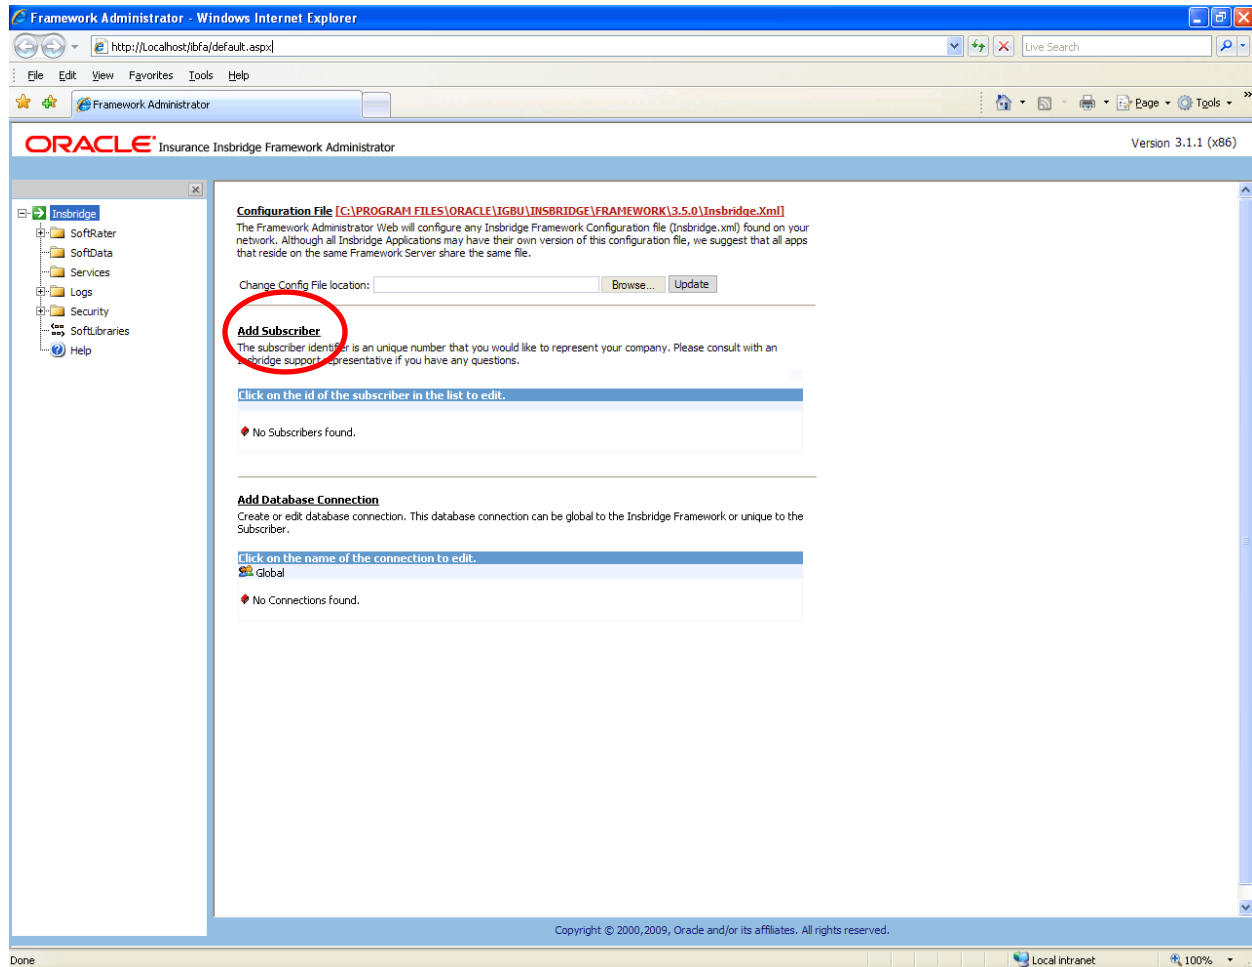 Framework Administrator - Windows Internet Explorer
http://Localhost/ibfa/default.aspx
Live Search
File Edit View Favorites Tools Help
Framework Administrator
Page Tools »
ORACLE Insurance Insbridge Framework Administrator
Version 3.1.1 (x86)
Insbridge
SoftRater
SoftData
Services
Logs
Security
SoftLibraries
Help
Configuration File [C:\PROGRAM FILES\ORACLE\IGBU\INSBRIDGE\FRAMEWORK\3.5.0\Insbridge.Xml]
The Framework Administrator Web will configure any Insbridge Framework Configuration file (Insbridge.xml) found on your
network. Although all Insbridge Applications may have their own version of this configuration file, we suggest that all apps
that reside on the same Framework Server share the same file.
Change Config File location: Browse... Update
Add Subscriber
The subscriber identifier is an unique number that you would like to represent your company. Please consult with an
Insbridge support representative if you have any questions.
Click on the id of the subscriber in the list to edit.
No Subscribers found.
Add Database Connection
Create or edit database connection. This database connection can be global to the Insbridge Framework or unique to the
Subscriber.
Click on the name of the connection to edit.
Global
No Connections found.
Copyright © 2000,2009, Oracle and/or its affiliates. All rights reserved.
Done
Local intranet
100%